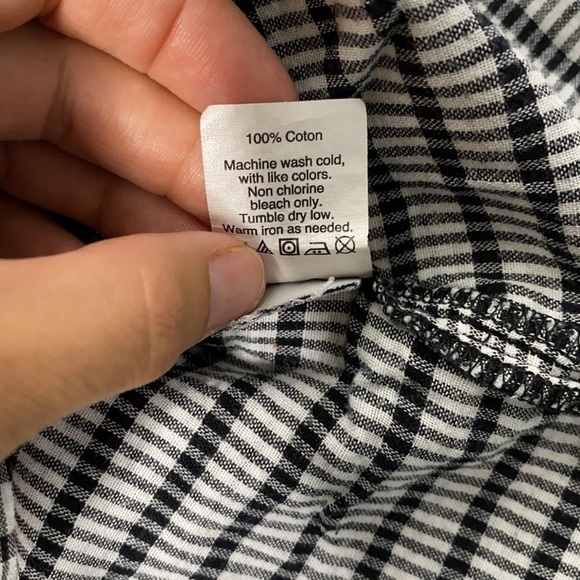 100% Coton
Machine wash cold,
with like colors.
Non chlorine
bleach only.
Tumble dry low.
Warm iron as needed.